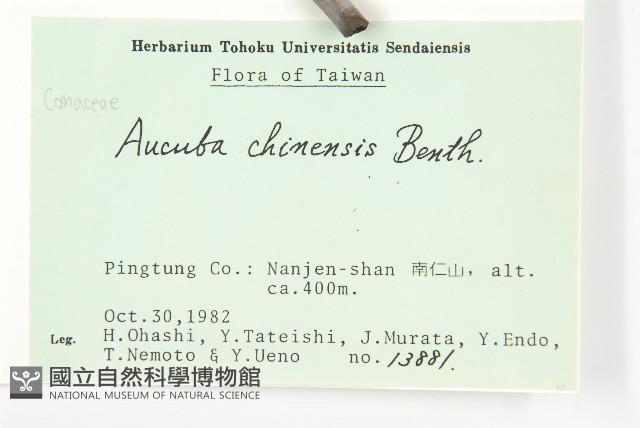 Herbarium Tohoku Universitatis Sendaiensis
Flora of Taiwan
Cornaceae
Aucuba chinensis Benth.
Pingtung Co.: Nanjen-shan 南仁山, alt.
ca.400m.
Oct.30,1982
Leg. H.Ohashi, Y.Tateishi, J.Murata, Y.Endo,
T.Nemoto & Y.Ueno no. 13881.
國立自然科學博物館
NATIONAL MUSEUM OF NATURAL SCIENCE